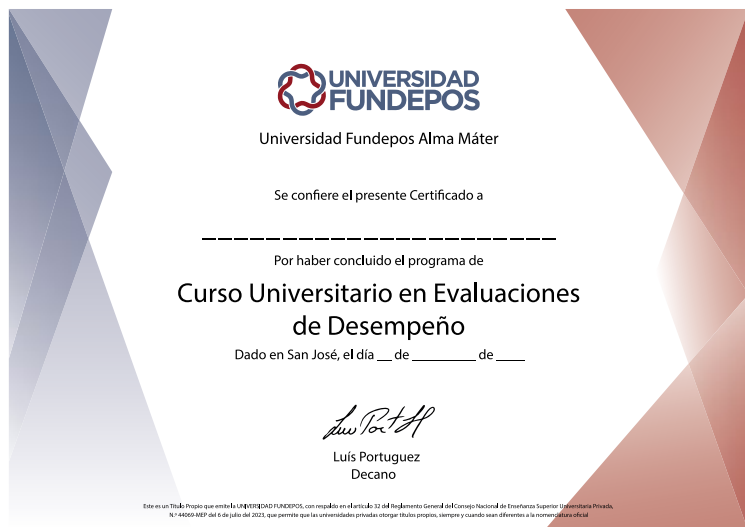 UNIVERSIDAD
FUNDEPOS
Universidad Fundepos Alma Máter
Se confiere el presente Certificado a
______________________
Por haber concluido el programa de
Curso Universitario en Evaluaciones
de Desempeño
Dado en San José, el día __ de ________ de ____
Luís Portuguez
Decano
Este es un Título Propio que emite la UNIVERSIDAD FUNDEPOS, con respaldo en el artículo 32 del Reglamento General del Consejo Nacional de Enseñanza Superior Universitaria Privada,
N.º 44069-MEP del 6 de julio del 2023, que permite que las universidades privadas otorgar títulos propios, siempre y cuando sean diferentes a la nomenclatura oficial